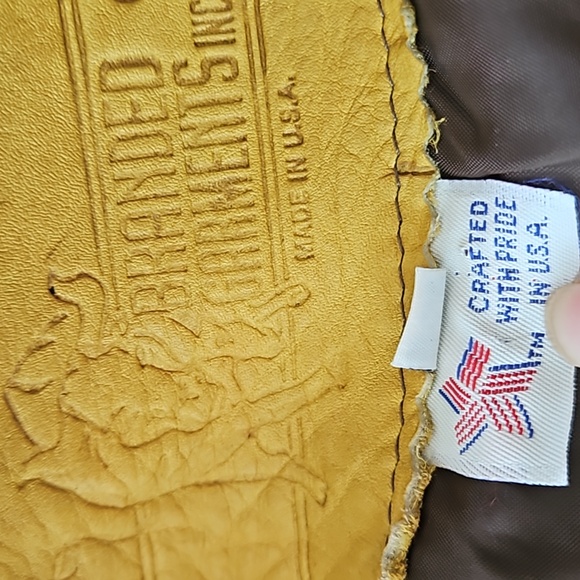 BRANDED
GARMENTS INC
MADE IN U.S.A.
CRAFTED
WITH PRIDE
IN U.S.A.
TM